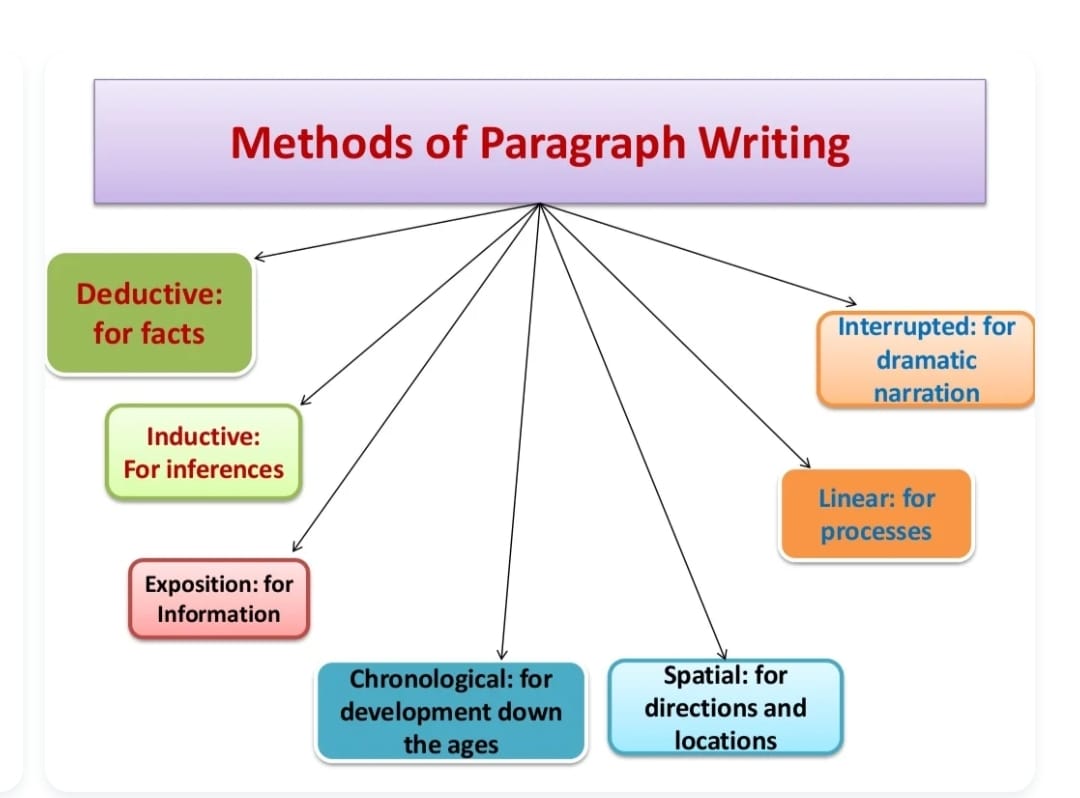 Methods of Paragraph Writing
Deductive:
for facts
Inductive:
For inferences
Exposition: for
Information
Chronological: for
development down
the ages
Spatial: for
directions and
locations
Linear: for
processes
Interrupted: for
dramatic
narration